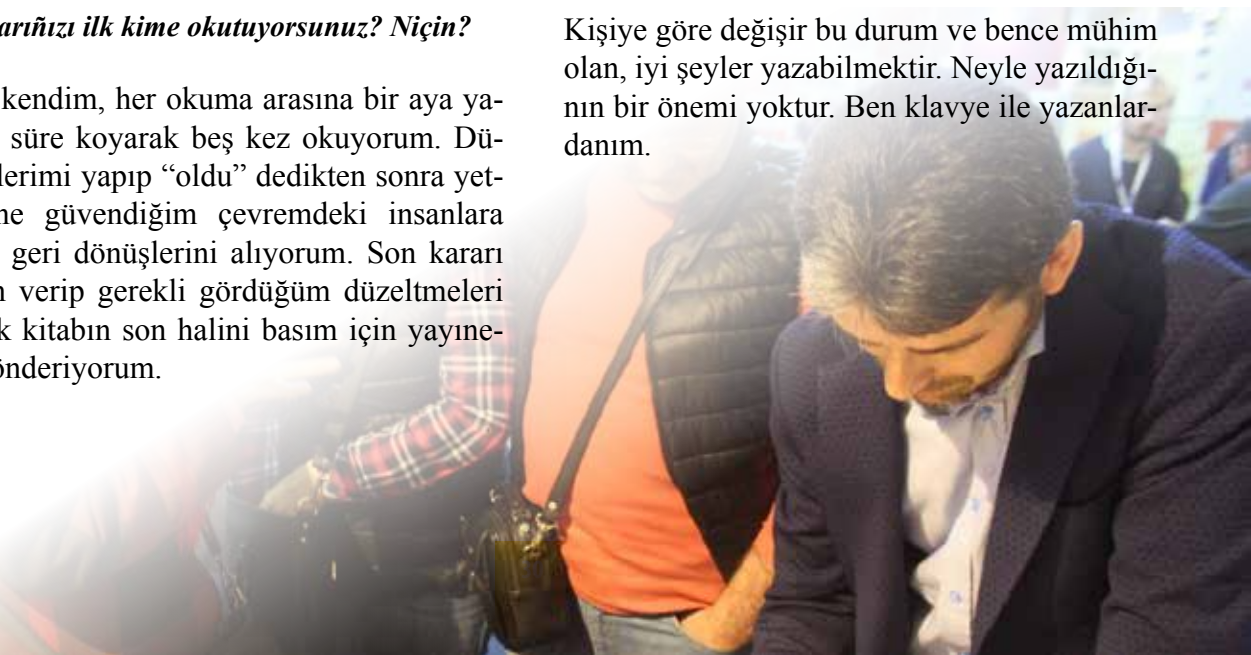 arıñızı ilk kime okutuyorsunuz? Niçin?
kendim, her okuma arasına bir aya ya-
süre koyarak beş kez okuyorum. Dü-
lerimi yapıp “oldu” dedikten sonra yet-
ne güvendiğim çevremdeki insanlara
geri dönüşlerini alıyorum. Son kararı
verip gerekli gördüğüm düzeltmeleri
k kitabın son halini basım için yayıne-
önderiyorum.
Kişiye göre değişir bu durum ve bence mühim
olan, iyi şeyler yazabilmektir. Neyle yazıldığı-
nın bir önemi yoktur. Ben klavye ile yazanlar-
danım.